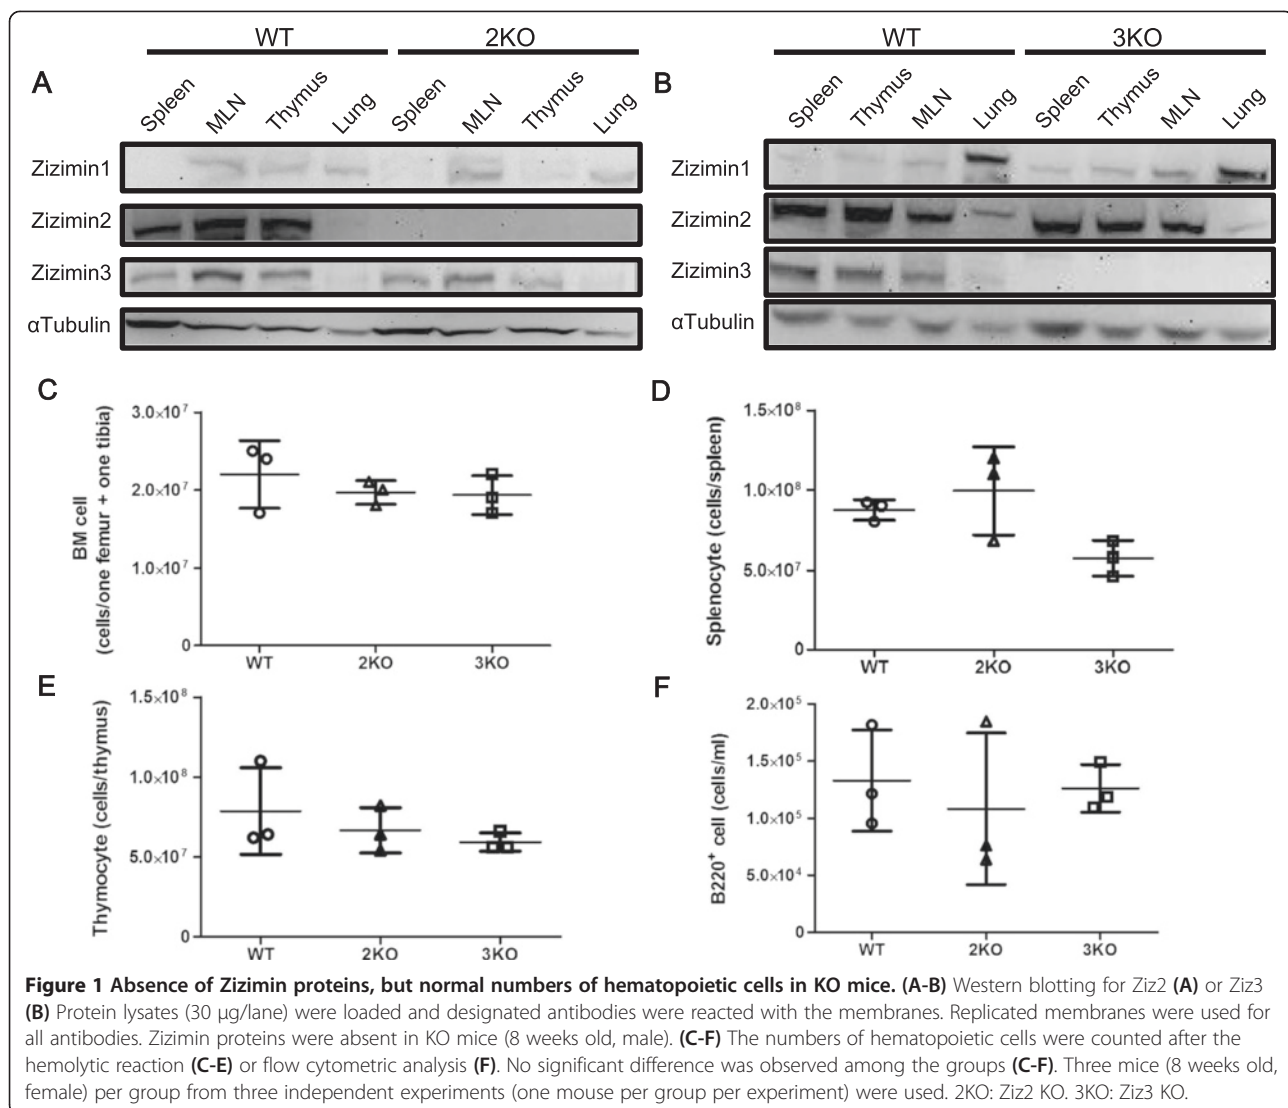 WT 2KO
A
Spleen MLN Thymus Lung Spleen MLN Thymus Lung
Zizimin1
Zizimin2
Zizimin3
αTubulin
WT 3KO
B
Spleen Thymus MLN Lung Spleen Thymus MLN Lung
Zizimin1
Zizimin2
Zizimin3
αTubulin
C
BM cell
(cells/one femur + one tibia)
3.0×10⁷
2.0×10⁷
1.0×10⁷
0
WT 2KO 3KO
D
Splenocyte (cells/spleen)
1.5×10⁸
1.0×10⁸
5.0×10⁷
0
WT 2KO 3KO
E
Thymocyte (cells/thymus)
1.5×10⁸
1.0×10⁸
5.0×10⁷
0
WT 2KO 3KO
F
B220⁺ cell (cells/ml)
2.0×10⁵
1.5×10⁵
1.0×10⁵
5.0×10⁴
0
WT 2KO 3KO
Figure 1 Absence of Zizimin proteins, but normal numbers of hematopoietic cells in KO mice. (A-B) Western blotting for Ziz2 (A) or Ziz3
(B) Protein lysates (30 μg/lane) were loaded and designated antibodies were reacted with the membranes. Replicated membranes were used for
all antibodies. Zizimin proteins were absent in KO mice (8 weeks old, male). (C-F) The numbers of hematopoietic cells were counted after the
hemolytic reaction (C-E) or flow cytometric analysis (F). No significant difference was observed among the groups (C-F). Three mice (8 weeks old,
female) per group from three independent experiments (one mouse per group per experiment) were used. 2KO: Ziz2 KO. 3KO: Ziz3 KO.